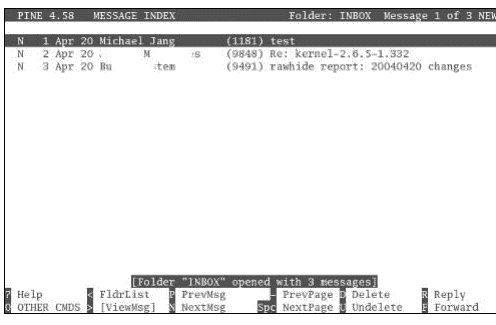 PINE 4.58 MESSAGE INDEX Folder: INBOX Message 1 of 3 NEW
N 1 Apr 20 Michael Jang (1181) test
N 2 Apr 20 . M s (9848) Re: kernel-2.6.5-1.332
N 3 Apr 20 Bu tem (9491) rawhide report: 20040420 changes
[Folder "INBOX" opened with 3 messages]
? Help < FldrList P PrevMsg - PrevPage D Delete R Reply
O OTHER CMDS > [ViewMsg] N NextMsg Spc NextPage U Undelete F Forward